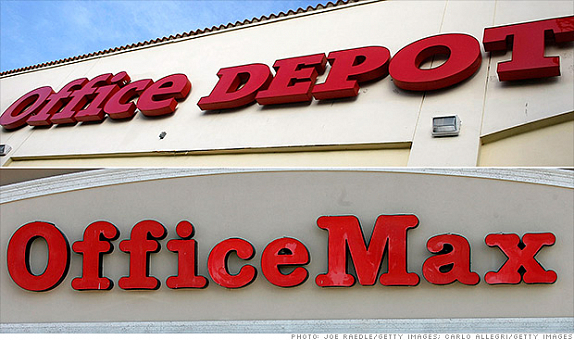 Office DEPOT
OfficeMax
PHOTO: JOE RAEDLE/GETTY IMAGES/ CARLO ALLEGRI/GETTY IMAGES